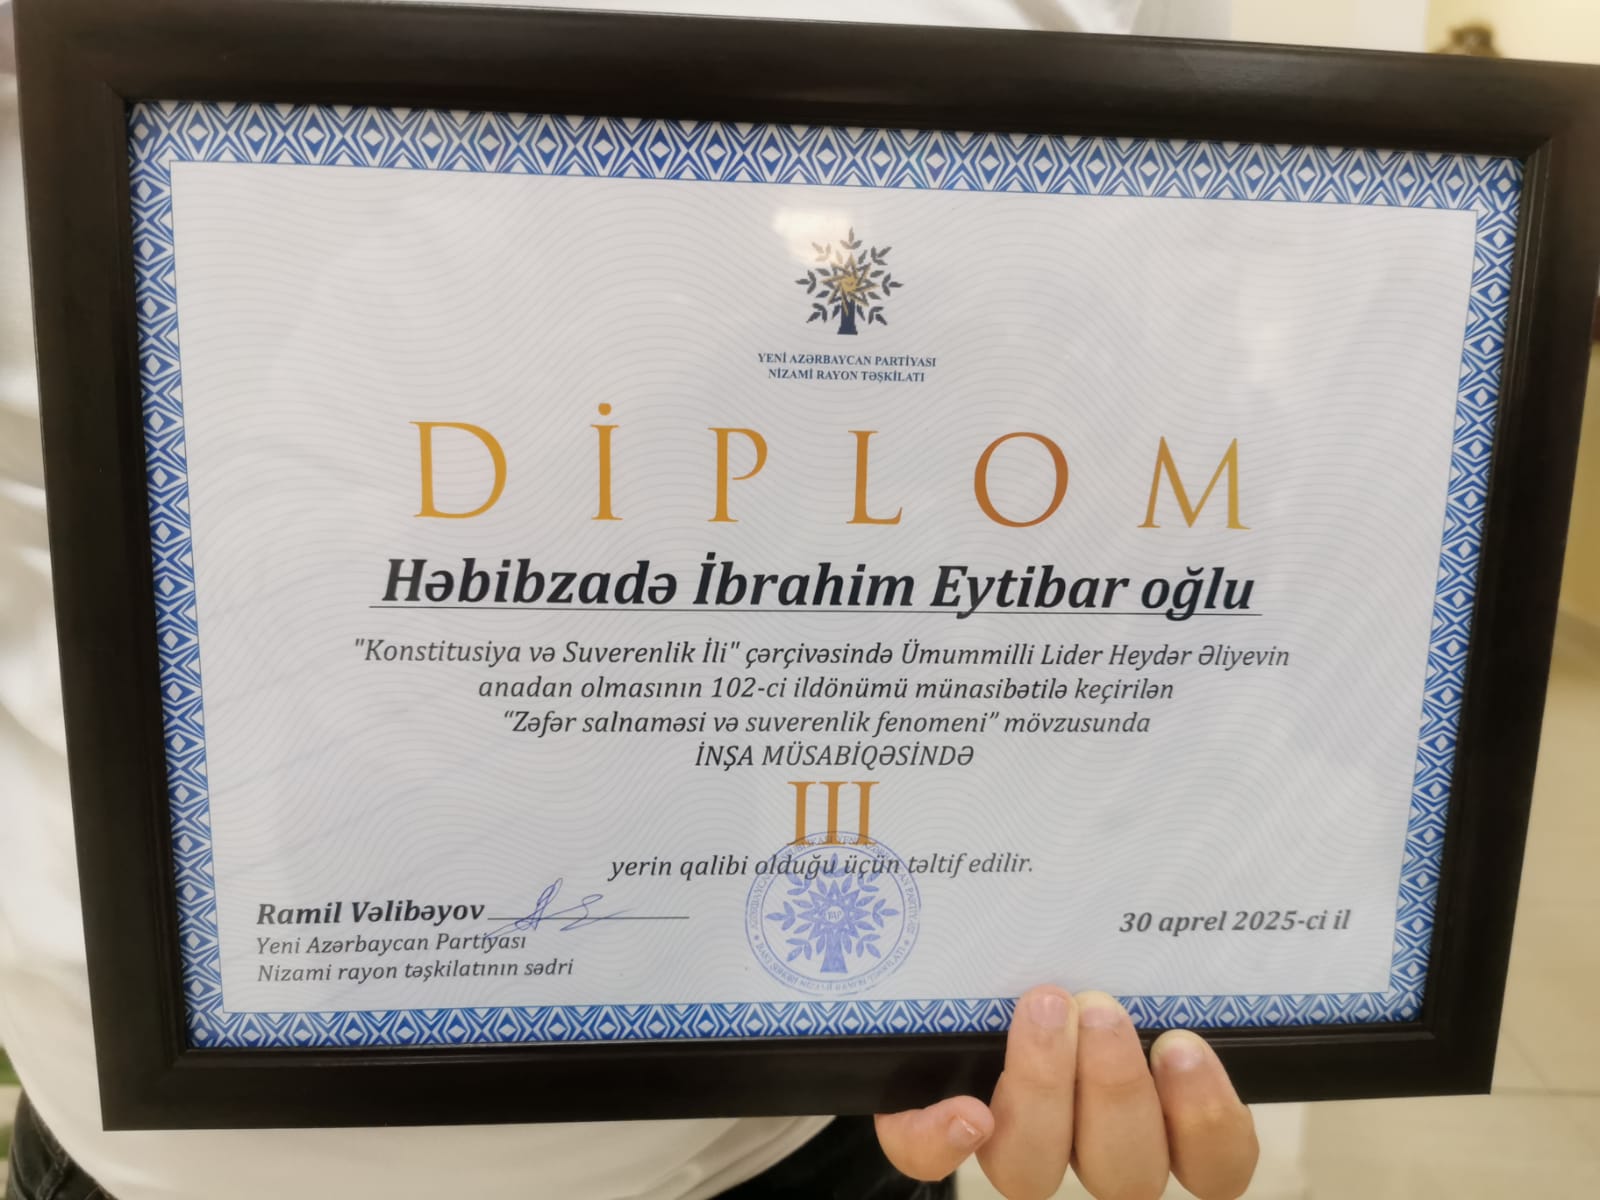 YENİ AZƏRBAYCAN PARTİYASI
NİZAMİ RAYON TƏŞKİLATI
DİPLOM
Həbibzadə İbrahim Eytibar oğlu
"Konstitusiya və Suverenlik İli" çərçivəsində Ümummilli Lider Heydər Əliyevin
anadan olmasının 102-ci ildönümü münasibətilə keçirilən
“Zəfər salnaməsi və suverenlik fenomeni” mövzusunda
İNŞA MÜSABİQƏSİNDƏ
III
yerin qalibi olduğu üçün təltif edilir.
Ramil Vəlibəyov
Yeni Azərbaycan Partiyası
Nizami rayon təşkilatının sədri
30 aprel 2025-ci il